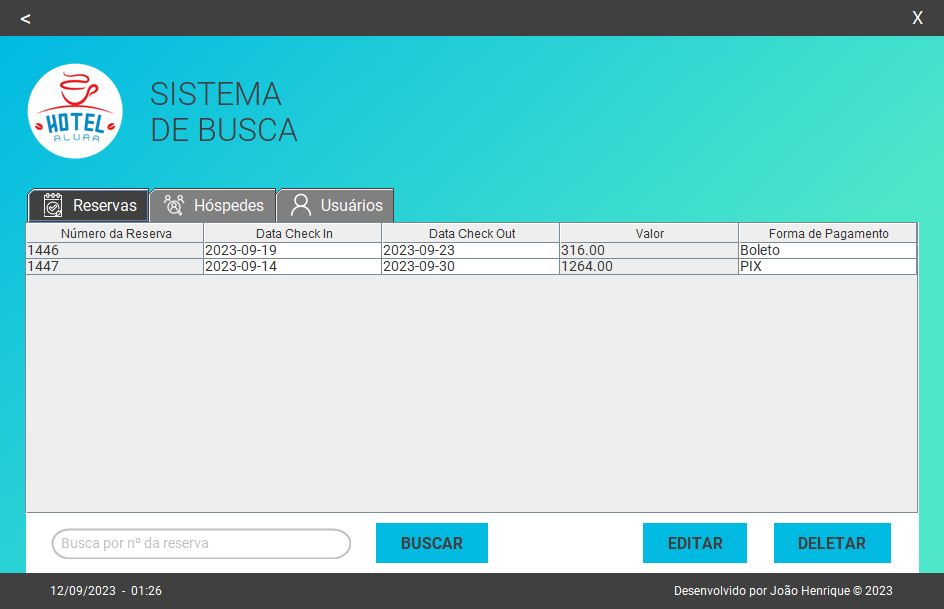 < X
HOTEL
ALURA
SISTEMA
DE BUSCA
Reservas Hóspedes Usuários
Número da Reserva Data Check In Data Check Out Valor Forma de Pagamento
1446 2023-09-19 2023-09-23 316.00 Boleto
1447 2023-09-14 2023-09-30 1264.00 PIX
Busca por nº da reserva BUSCAR EDITAR DELETAR
12/09/2023 - 01:26 Desenvolvido por João Henrique © 2023